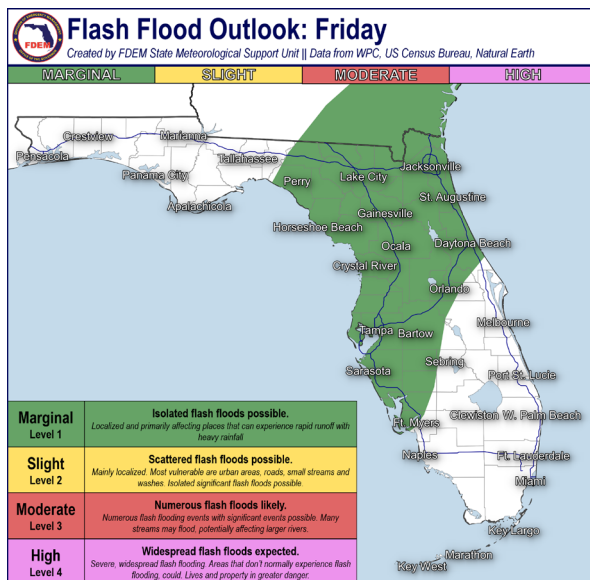 FDEM
Flash Flood Outlook: Friday
Created by FDEM State Meteorological Support Unit || Data from WPC, US Census Bureau, Natural Earth
MARGINAL
SLIGHT
MODERATE
HIGH
Crestview
Marianna
Pensacola
Tallahassee
Panama City
Apalachicola
Perry
Lake City
Jacksonville
St. Augustine
Gainesville
Horseshoe Beach
Ocala
Daytona Beach
Crystal River
Orlando
Tampa
Bartow
Melbourne
Sebring
Sarasota
Port St. Lucie
Clewiston
W. Palm Beach
Ft. Myers
Naples
Ft. Lauderdale
Miami
Key Largo
Marathon
Key West
Marginal
Level 1
Isolated flash floods possible.
Localized and primarily affecting places that can experience rapid runoff with
heavy rainfall
Slight
Level 2
Scattered flash floods possible.
Mainly localized. Most vulnerable are urban areas, roads, small streams and
washes. Isolated significant flash floods possible.
Moderate
Level 3
Numerous flash floods likely.
Numerous flash flooding events with significant events possible. Many
streams may flood, potentially affecting larger rivers.
High
Level 4
Widespread flash floods expected.
Severe, widespread flash flooding. Areas that don't normally experience flash
flooding, could. Lives and property in greater danger.